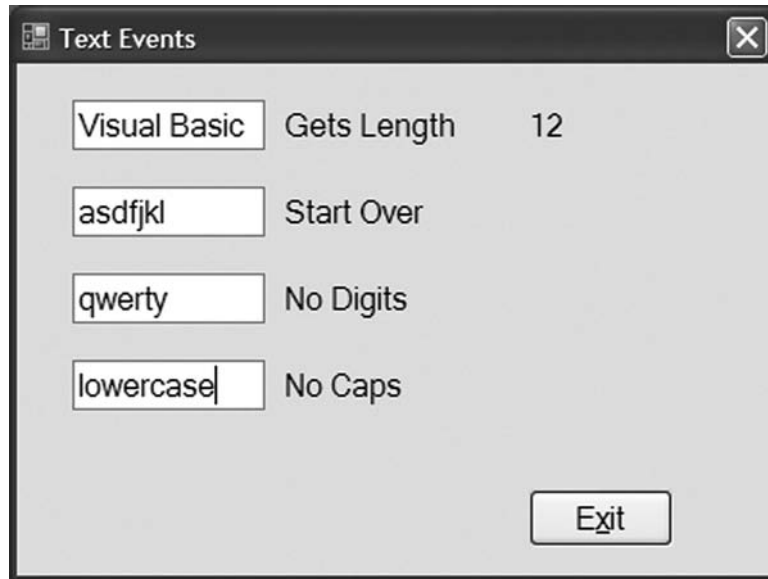 Text Events
Visual Basic Gets Length 12
asdfjkl Start Over
qwerty No Digits
lowercase No Caps
Exit